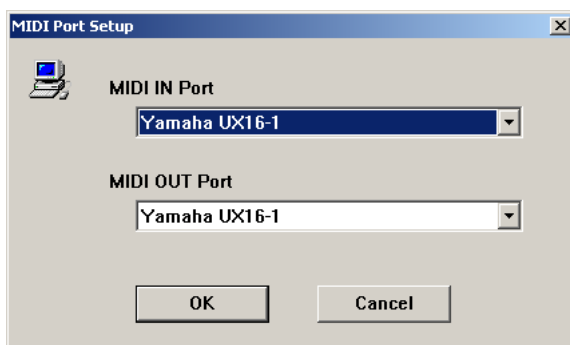 MIDI Port Setup
MIDI IN Port
Yamaha UX16-1
MIDI OUT Port
Yamaha UX16-1
OK
Cancel